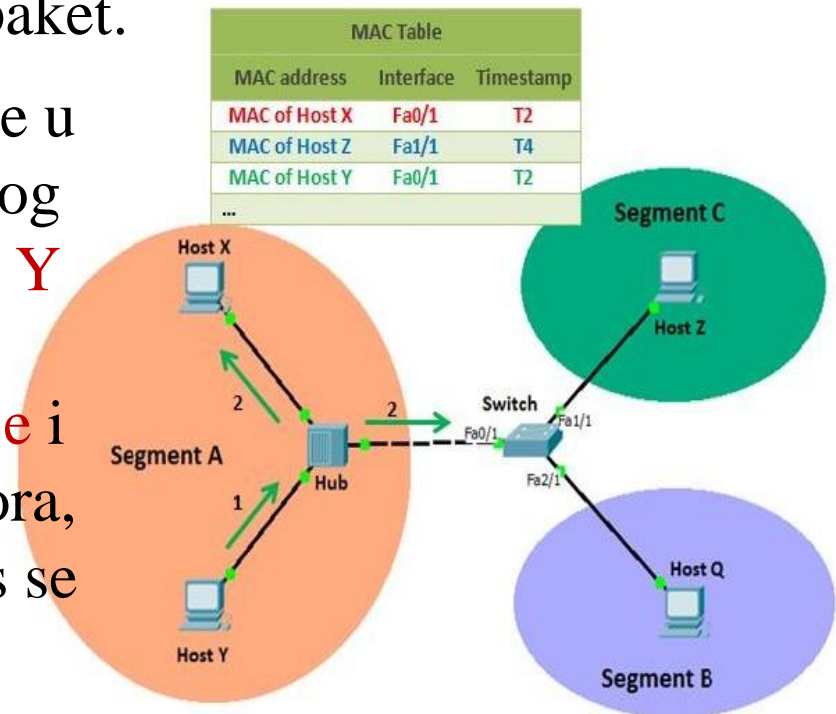 paket.
e u
og
Y
e i
ora,
s se
MAC Table
MAC address Interface Timestamp
MAC of Host X Fa0/1 T2
MAC of Host Z Fa1/1 T4
MAC of Host Y Fa0/1 T2
...
Segment C
Host X
Host Z
2
2
Switch
Fa0/1
Fa1/1
Segment A
Hub
Fa2/1
1
Host Q
Host Y
Segment B